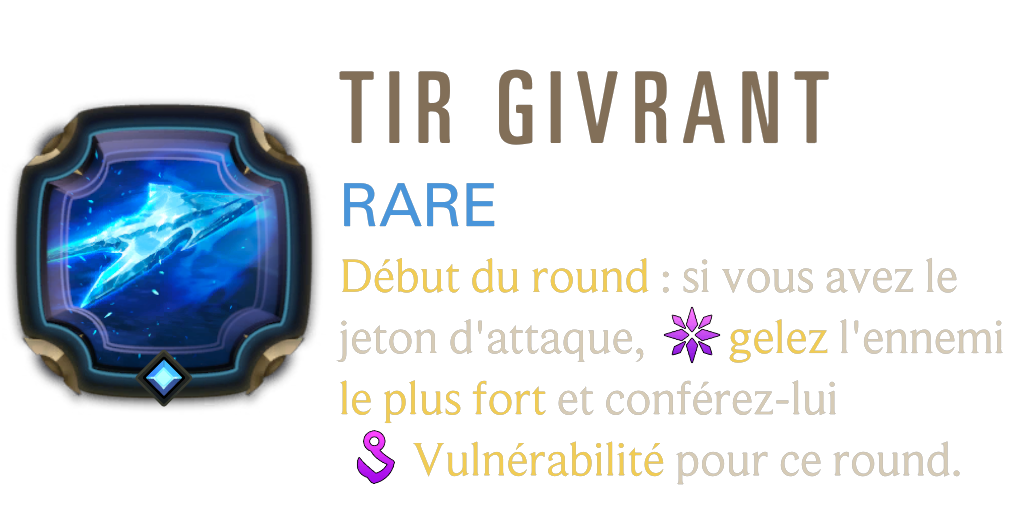 TIR GIVRANT
RARE
Début du round : si vous avez le
jeton d'attaque, gelez l'ennemi
le plus fort et conférez-lui
Vulnérabilité pour ce round.